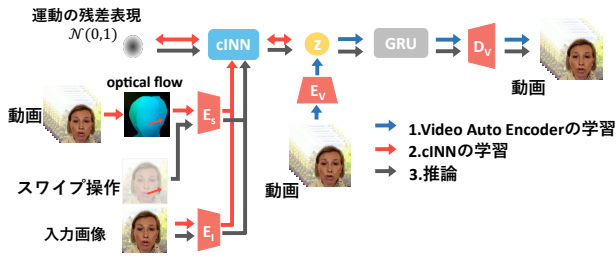 運動の残差表現
𝒩(0,1)
cINN
z
GRU
D_V
動画
optical flow
動画
E_s
E_V
スワイプ操作
動画
入力画像
E_I
1.Video Auto Encoderの学習
2.cINNの学習
3.推論